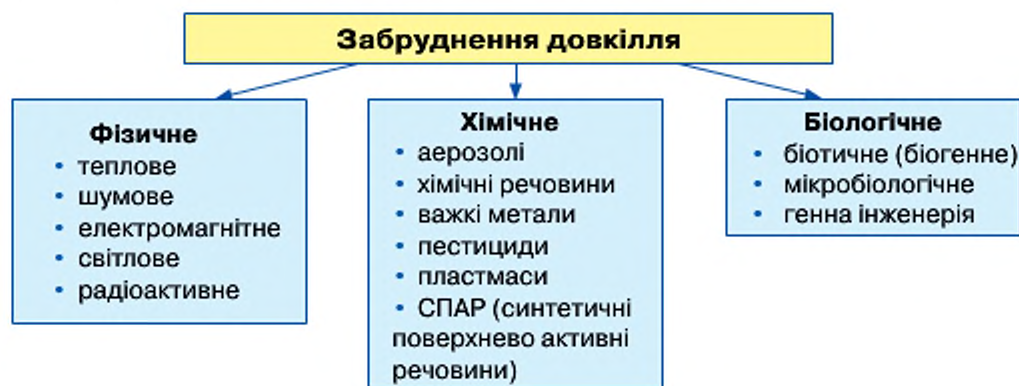 Забруднення довкілля
Фізичне
• теплове
• шумове
• електромагнітне
• світлове
• радіоактивне
Хімічне
• аерозолі
• хімічні речовини
• важкі метали
• пестициди
• пластмаси
• СПАР (синтетичні
поверхнево активні
речовини)
Біологічне
• біотичне (біогенне)
• мікробіологічне
• генна інженерія